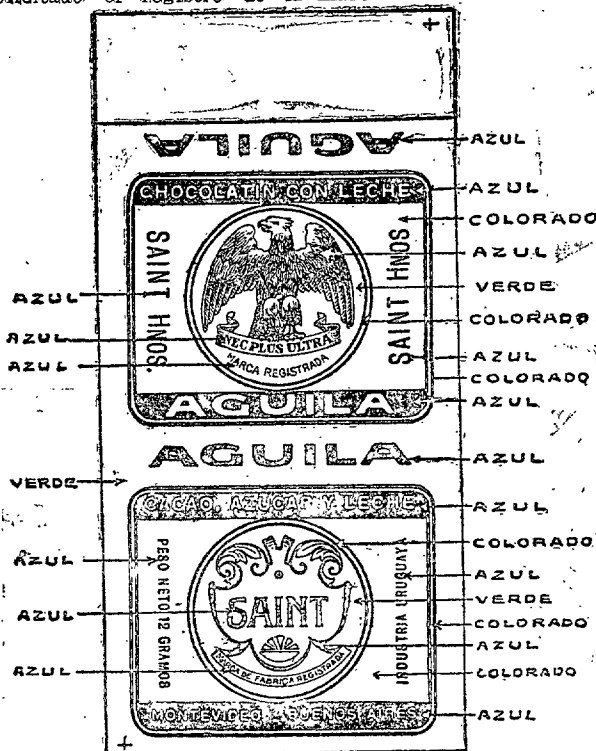 Registro
AGUILA
AZUL
CHOCOLATIN CON LECHE
AZUL
COLORADO
SAINT HNOS.
SAINT HNOS
AZUL
VERDE
AZUL
COLORADO
AZUL
NEC PLUS ULTRA
AZUL
MARCA REGISTRADA
AZUL
COLORADO
AGUILA
AZUL
AGUILA
AZUL
VERDE
CACAO, AZUCAR Y LECHE
AZUL
COLORADO
AZUL
PESO NETO 12 GRAMOS
INDUSTRIA URUGUAYA
AZUL
VERDE
AZUL
SAINT
COLORADO
AZUL
AZUL
MARCA DE FABRICA REGISTRADA
COLORADO
MONTEVIDEO - BUENOS AIRES
AZUL